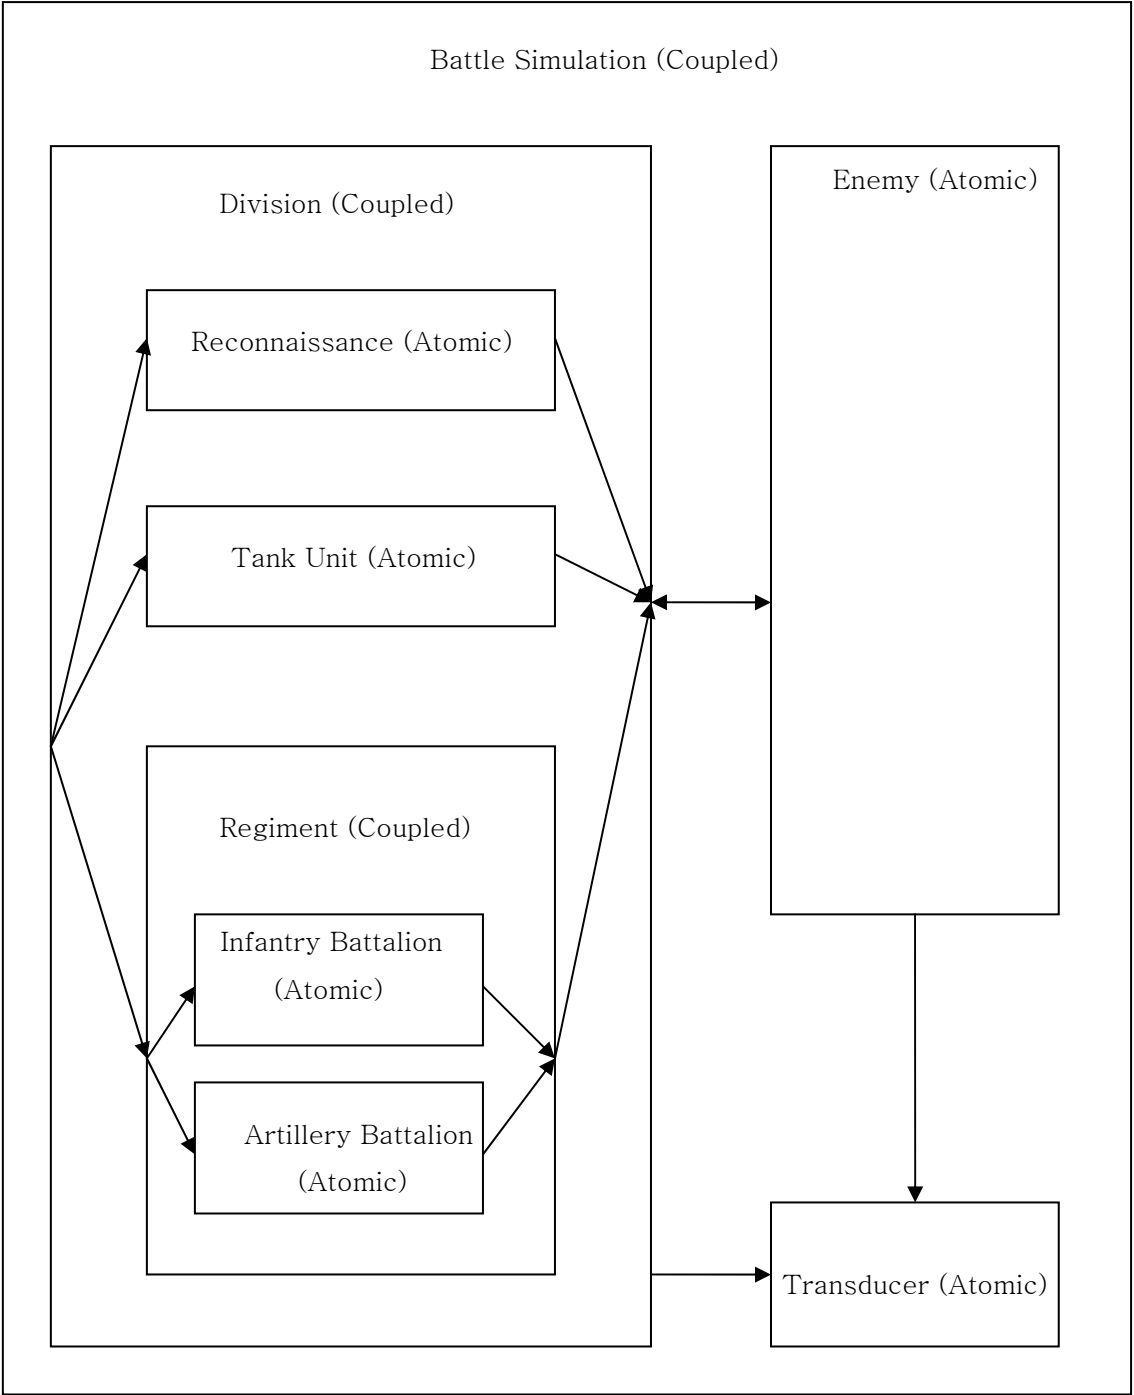 Battle Simulation (Coupled)
Division (Coupled)
Enemy (Atomic)
Reconnaissance (Atomic)
Tank Unit (Atomic)
Regiment (Coupled)
Infantry Battalion
(Atomic)
Artillery Battalion
(Atomic)
Transducer (Atomic)